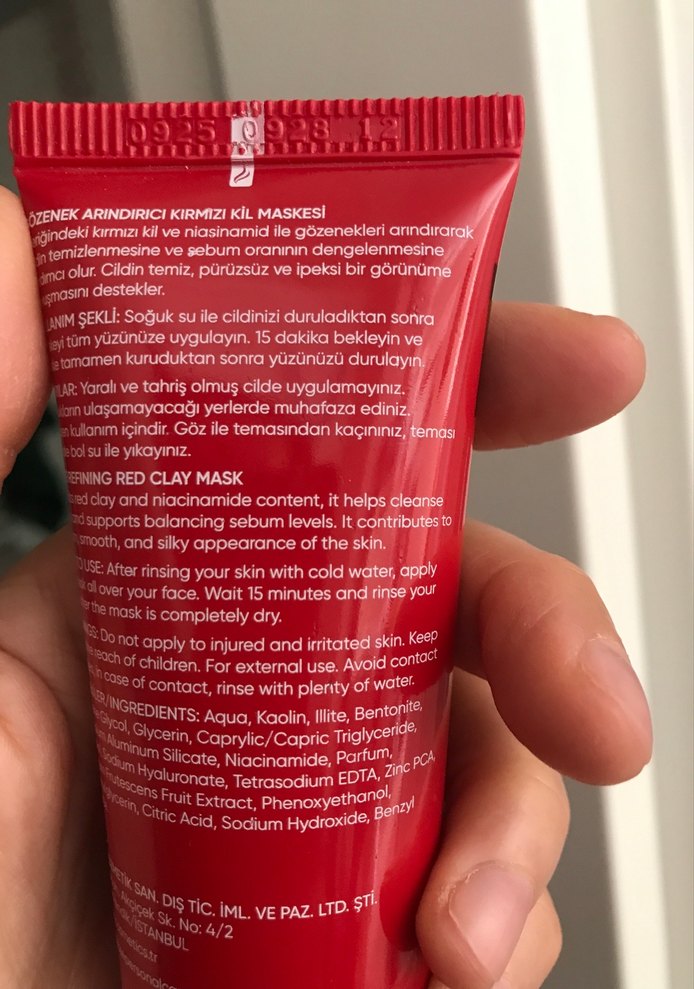 0925 0928 12
GÖZENEK ARINDIRICI KIRMIZI KİL MASKESİ
kırmızı kil ve niasinamid ile gözenekleri arındırarak
temizlenmesine ve sebum oranının dengelenmesine
olur. Cildin temiz, pürüzsüz ve ipeksi bir görünüme
destekler.
ŞEKLİ: Soğuk su ile cildinizi duruladıktan sonra
tüm yüzünüze uygulayın. 15 dakika bekleyin ve
tamamen kuruduktan sonra yüzünüzü durulayın.
Yaralı ve tahriş olmuş cilde uygulamayınız.
ulaşamayacağı yerlerde muhafaza ediniz.
kullanım içindir. Göz ile temasından kaçınınız, teması
bol su ile yıkayınız.
REFINING RED CLAY MASK
red clay and niacinamide content, it helps cleanse
and supports balancing sebum levels. It contributes to
smooth, and silky appearance of the skin.
USE: After rinsing your skin with cold water, apply
all over your face. Wait 15 minutes and rinse your
the mask is completely dry.
Do not apply to injured and irritated skin. Keep
reach of children. For external use. Avoid contact
in case of contact, rinse with plenty of water.
/INGREDIENTS: Aqua, Kaolin, Illite, Bentonite,
Glycol, Glycerin, Caprylic/Capric Triglyceride,
Aluminum Silicate, Niacinamide, Parfum,
Sodium Hyaluronate, Tetrasodium EDTA, Zinc PCA,
Frutescens Fruit Extract, Phenoxyethanol,
Citric Acid, Sodium Hydroxide, Benzyl
SAN. DIŞ TİC. İML. VE PAZ. LTD. ŞTİ.
Akçiçek Sk. No: 4/2
/İSTANBUL